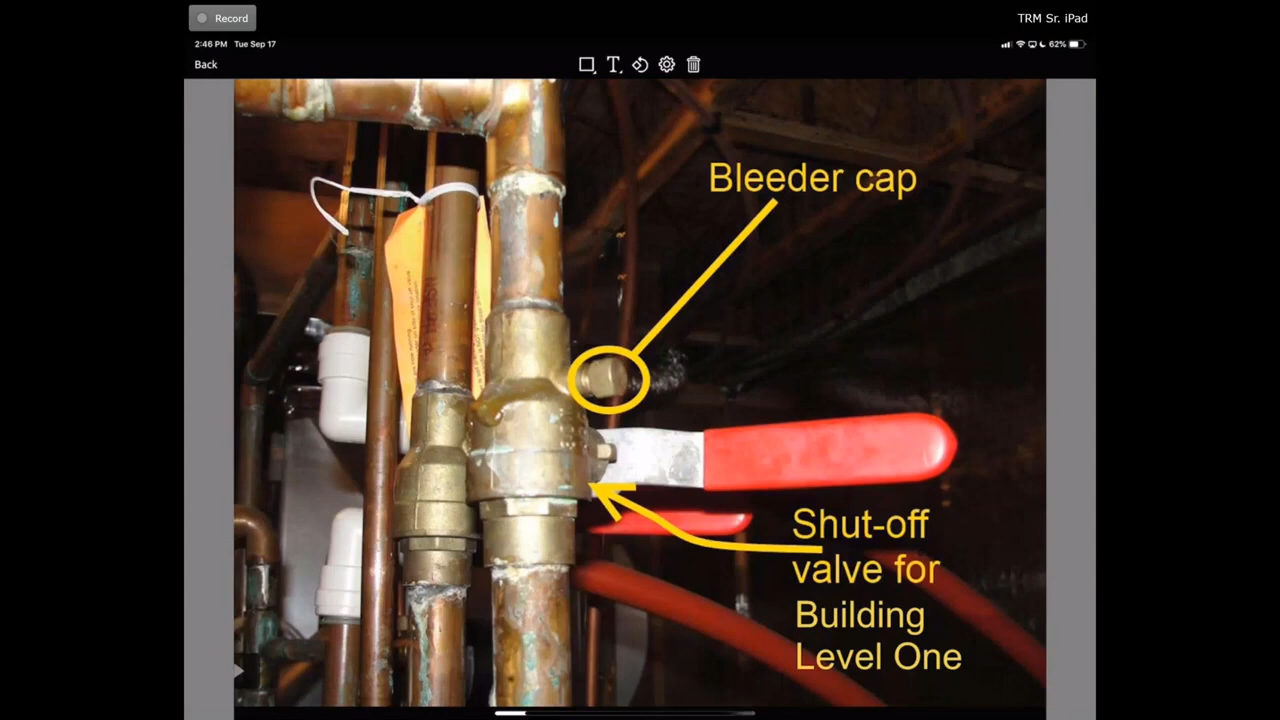 Record
TRM Sr. iPad
2:46 PM Tue Sep 17
62%
Back
T
Bleeder cap
Shut-off
valve for
Building
Level One